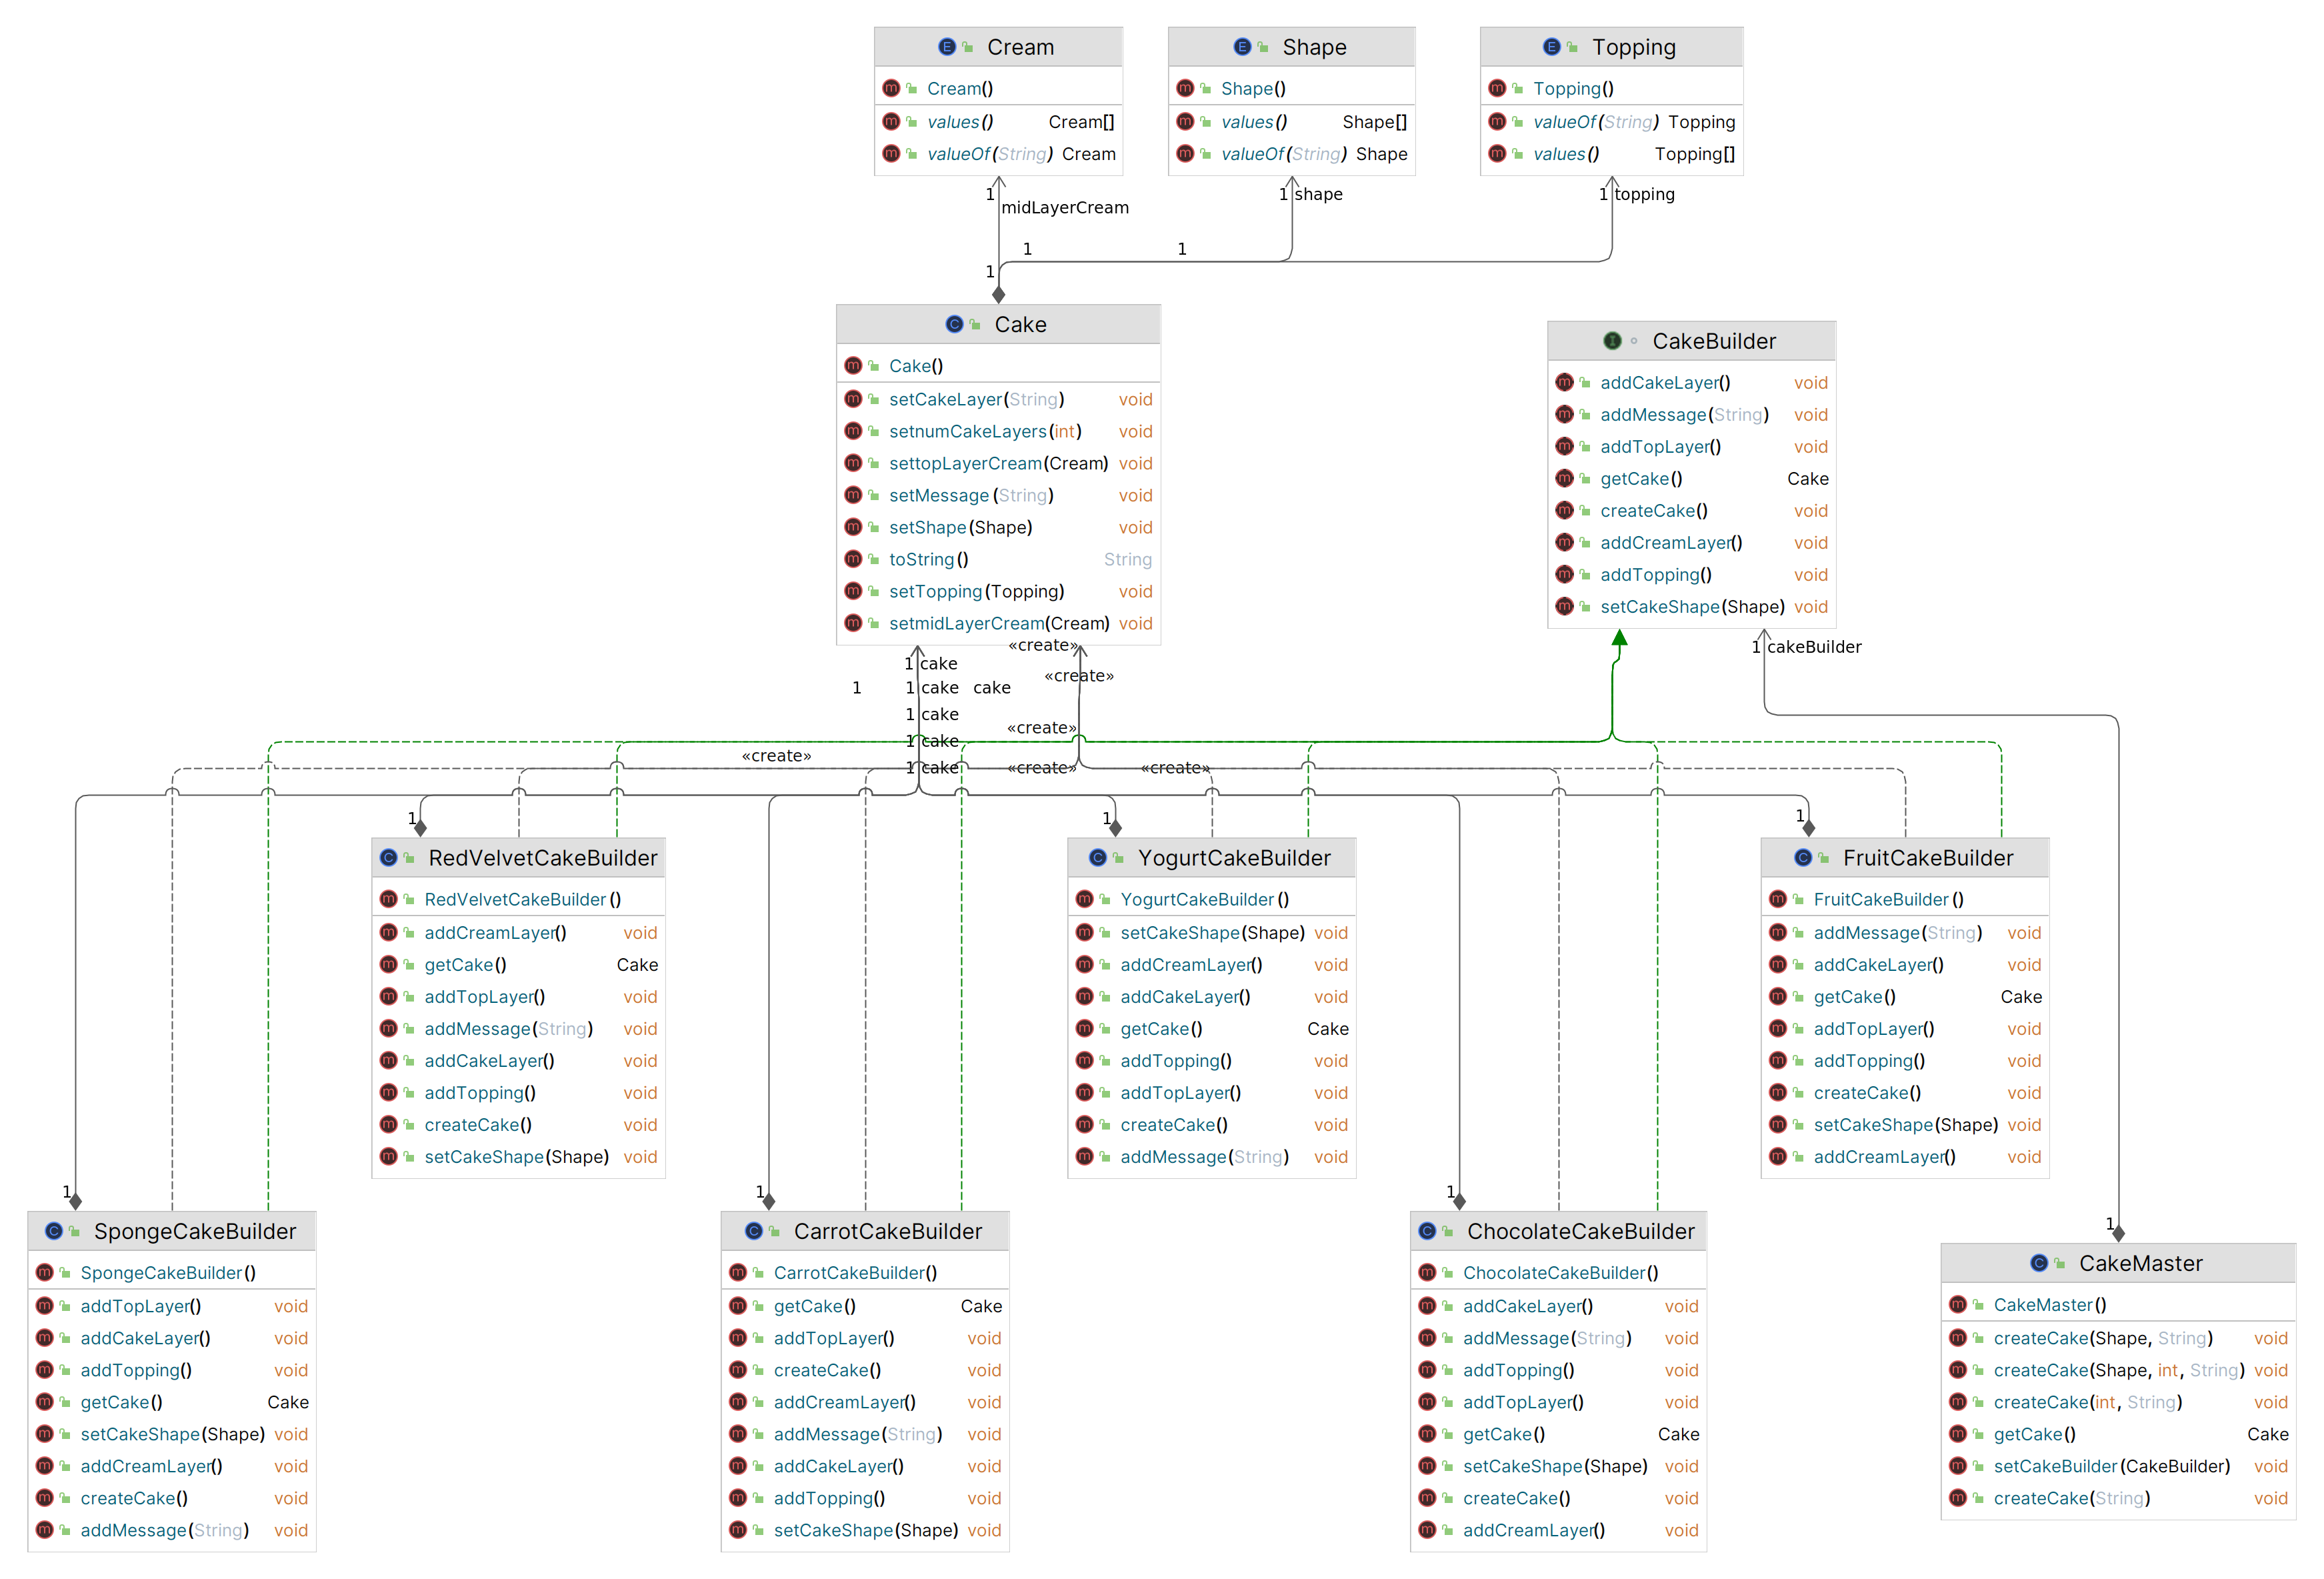 Cream
Cream()
values() Cream[]
valueOf(String) Cream
Shape
Shape()
values() Shape[]
valueOf(String) Shape
Topping
Topping()
valueOf(String) Topping
values() Topping[]
1
midLayerCream
1 shape
1 topping
1
1
1
Cake
Cake()
setCakeLayer(String) void
setnumCakeLayers(int) void
settopLayerCream(Cream) void
setMessage(String) void
setShape(Shape) void
toString() String
setTopping(Topping) void
setmidLayerCream(Cream) void
CakeBuilder
addCakeLayer() void
addMessage(String) void
addTopLayer() void
getCake() Cake
createCake() void
addCreamLayer() void
addTopping() void
setCakeShape(Shape) void
«create»
1 cakeBuilder
1 cake
«create»
1
1 cake
cake
1 cake
«create»
1 cake
«create»
1 cake
«create»
«create»
1
1
1
RedVelvetCakeBuilder
RedVelvetCakeBuilder()
addCreamLayer() void
getCake() Cake
addTopLayer() void
addMessage(String) void
addCakeLayer() void
addTopping() void
createCake() void
setCakeShape(Shape) void
YogurtCakeBuilder
YogurtCakeBuilder()
setCakeShape(Shape) void
addCreamLayer() void
addCakeLayer() void
getCake() Cake
addTopping() void
addTopLayer() void
createCake() void
addMessage(String) void
FruitCakeBuilder
FruitCakeBuilder()
addMessage(String) void
addCakeLayer() void
getCake() Cake
addTopLayer() void
addTopping() void
createCake() void
setCakeShape(Shape) void
addCreamLayer() void
1
1
1
1
SpongeCakeBuilder
SpongeCakeBuilder()
addTopLayer() void
addCakeLayer() void
addTopping() void
getCake() Cake
setCakeShape(Shape) void
addCreamLayer() void
createCake() void
addMessage(String) void
CarrotCakeBuilder
CarrotCakeBuilder()
getCake() Cake
addTopLayer() void
createCake() void
addCreamLayer() void
addMessage(String) void
addCakeLayer() void
addTopping() void
setCakeShape(Shape) void
ChocolateCakeBuilder
ChocolateCakeBuilder()
addCakeLayer() void
addMessage(String) void
addTopping() void
addTopLayer() void
getCake() Cake
setCakeShape(Shape) void
createCake() void
addCreamLayer() void
CakeMaster
CakeMaster()
createCake(Shape, String) void
createCake(Shape, int, String) void
createCake(int, String) void
getCake() Cake
setCakeBuilder(CakeBuilder) void
createCake(String) void